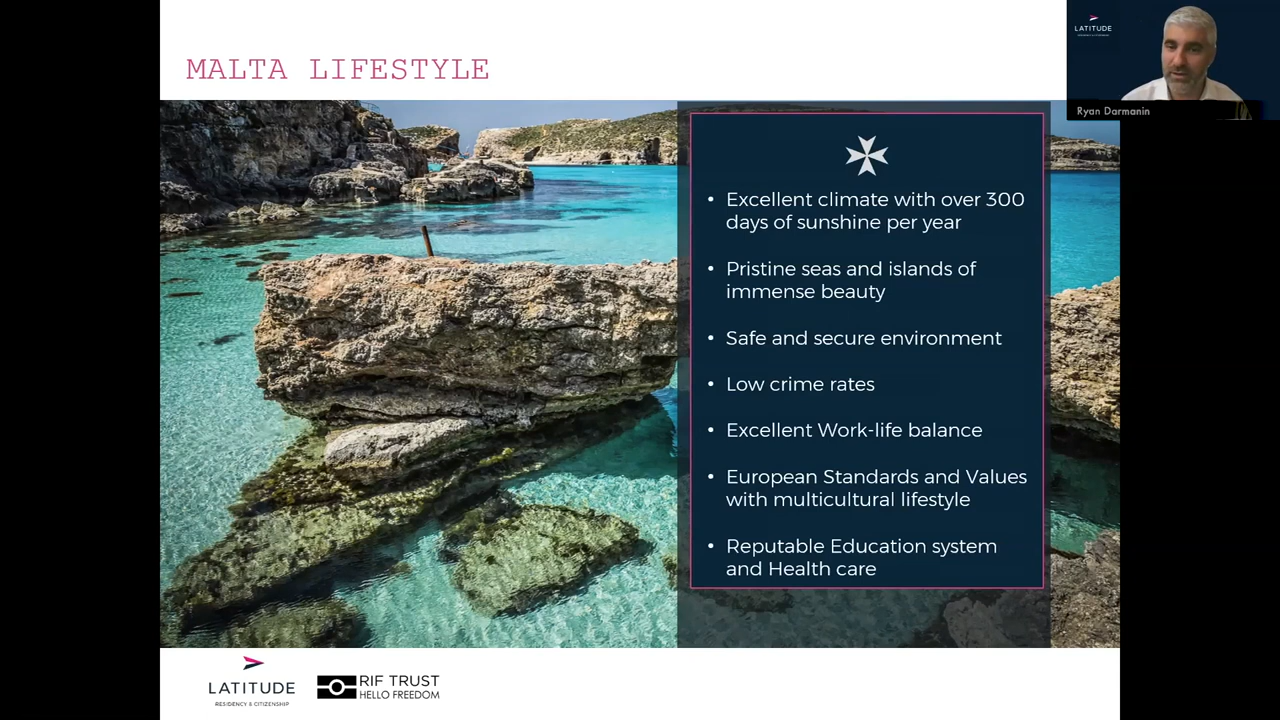 MALTA LIFESTYLE
LATITUDE
RESIDENCY & CITIZENSHIP
Ryan Darmanin
• Excellent climate with over 300
days of sunshine per year
• Pristine seas and islands of
immense beauty
• Safe and secure environment
• Low crime rates
• Excellent Work-life balance
• European Standards and Values
with multicultural lifestyle
• Reputable Education system
and Health care
LATITUDE
RESIDENCY & CITIZENSHIP
RIF TRUST
HELLO FREEDOM